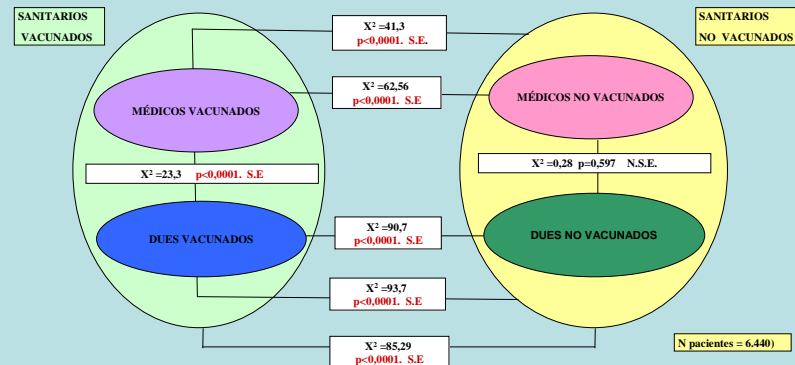 SANITARIOS
VACUNADOS
X² =41,3
p<0,0001. S.E.
SANITARIOS
NO VACUNADOS
X² =62,56
p<0,0001. S.E
MÉDICOS VACUNADOS
MÉDICOS NO VACUNADOS
X² =23,3 p<0,0001. S.E
X² =0,28 p=0,597 N.S.E.
X² =90,7
p<0,0001. S.E
DUES VACUNADOS
DUES NO VACUNADOS
X² =93,7
p<0,0001. S.E
X² =85,29
p<0,0001. S.E
N pacientes = 6.440)